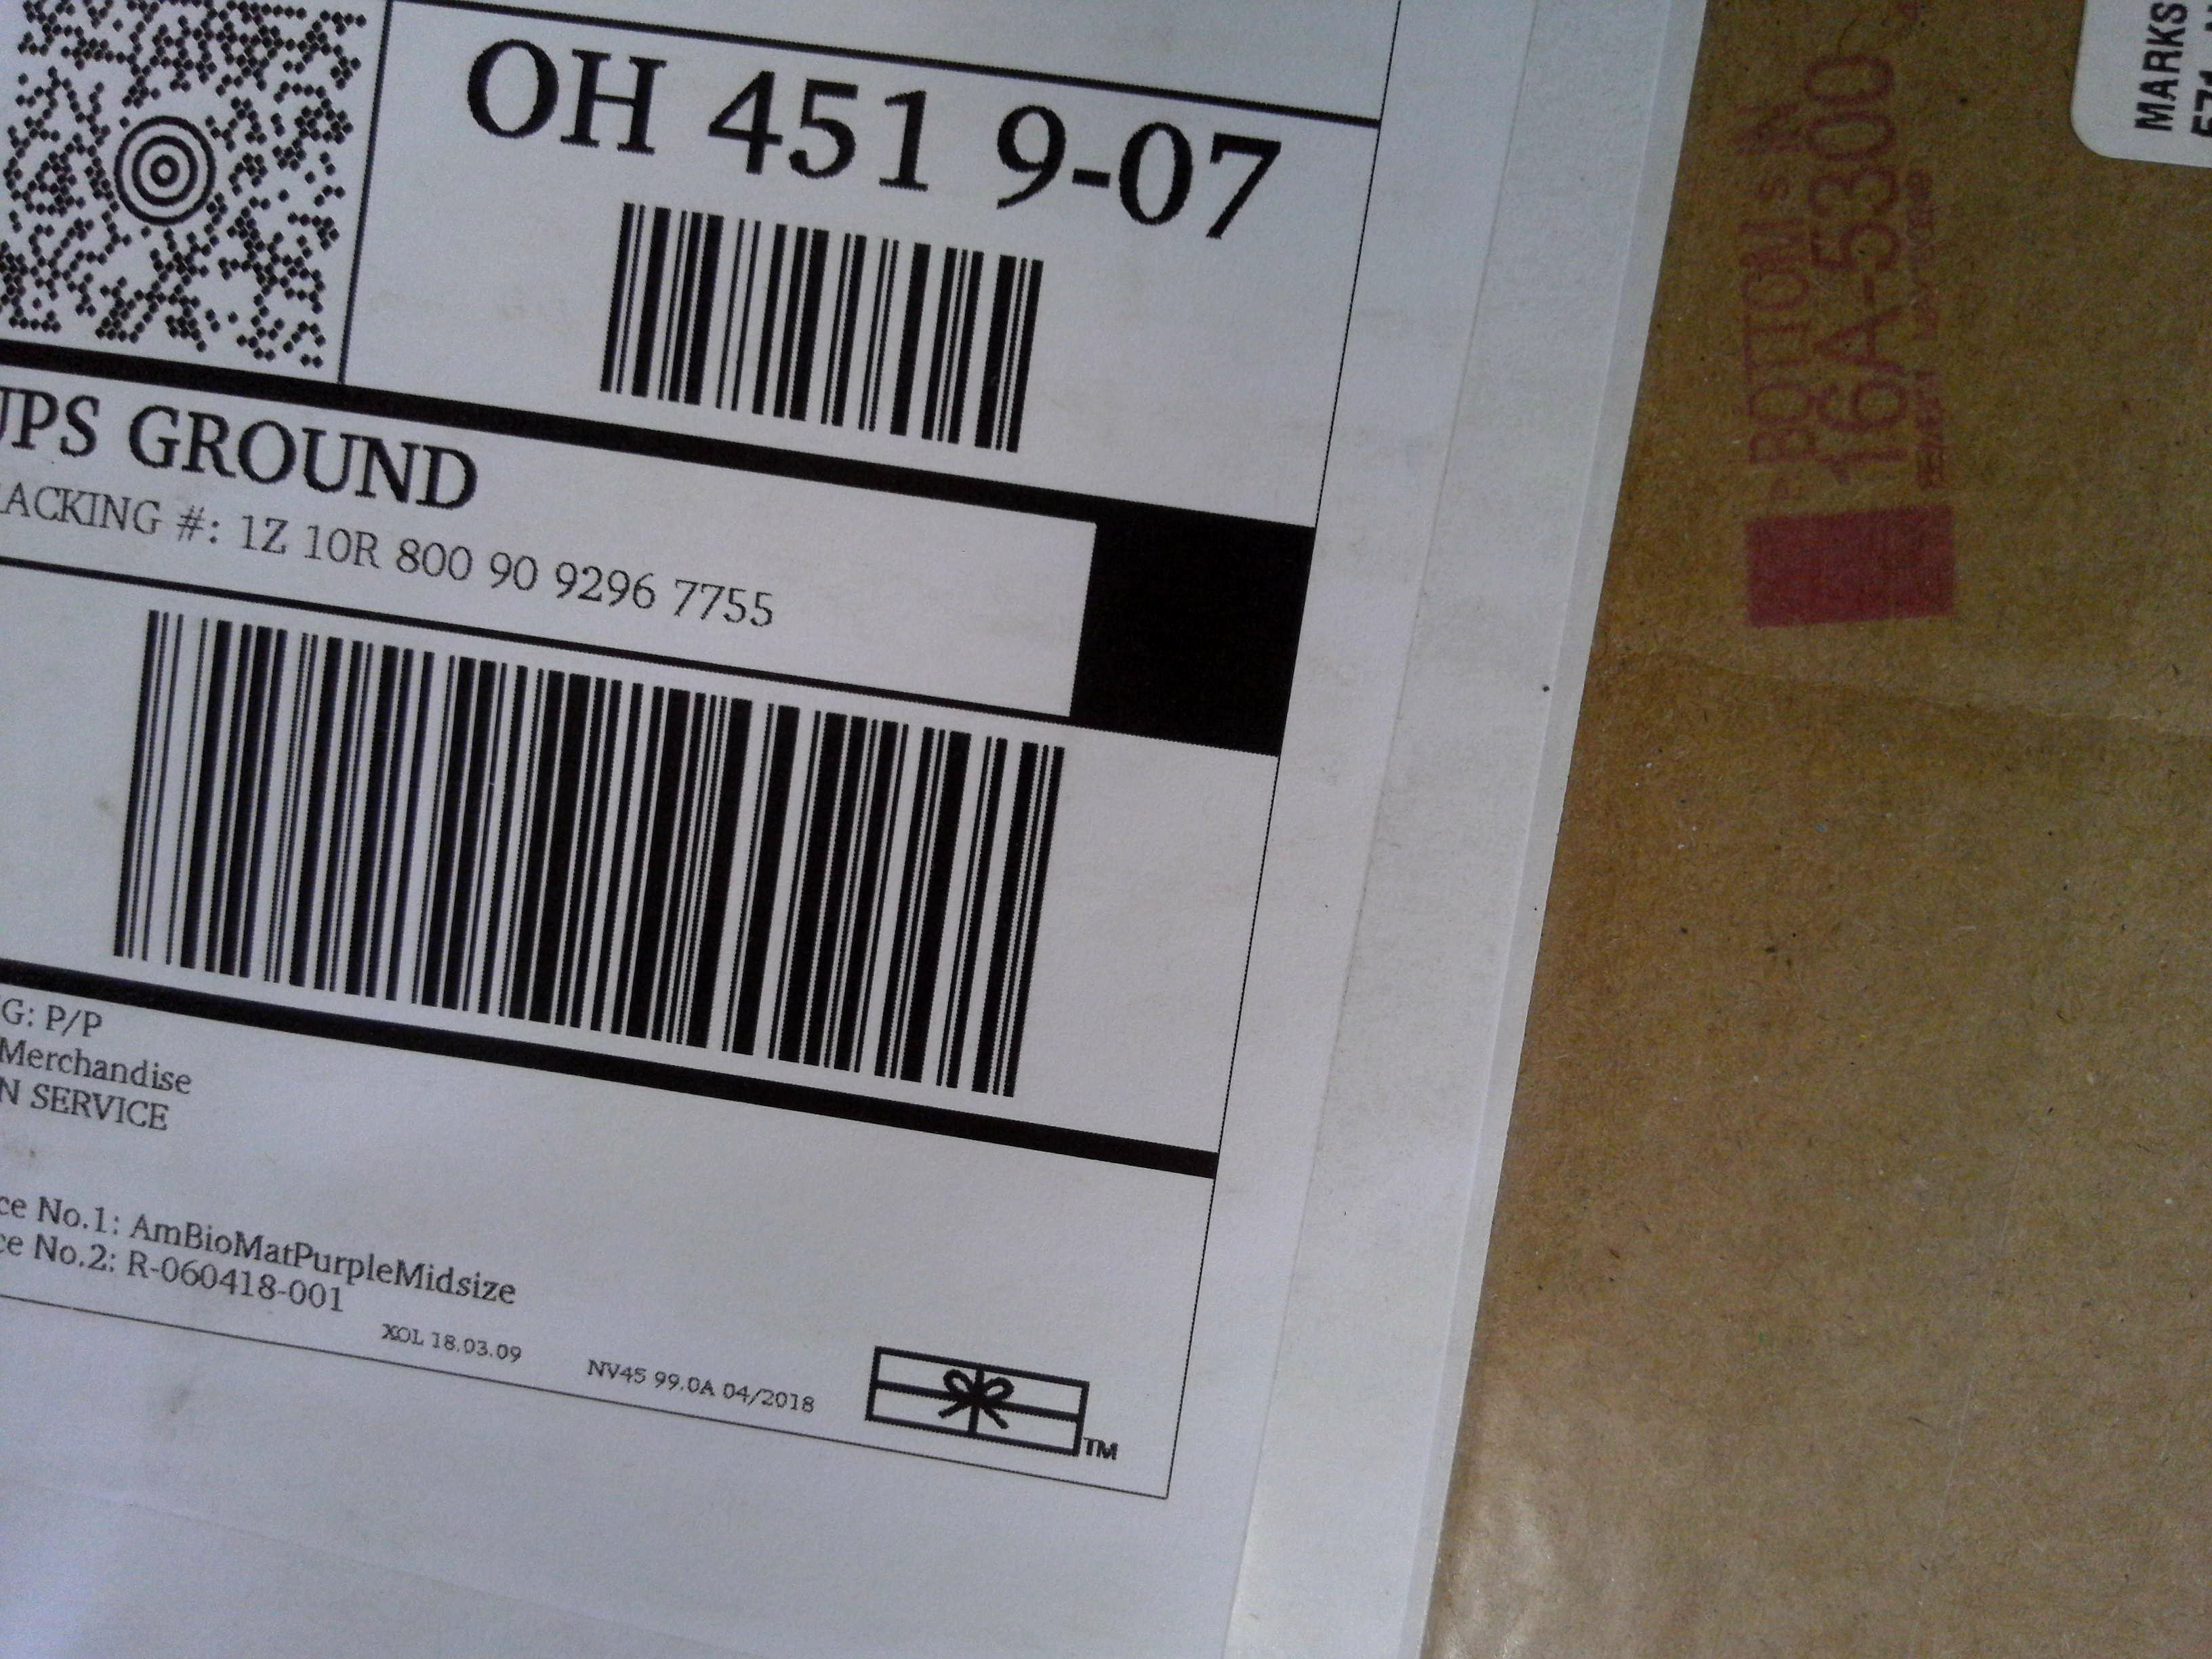 OH 451 9-07
UPS GROUND
ACKING #: 1Z 10R 800 90 9296 7755
G: P/P
Merchandise
N SERVICE
ce No.1: AmBioMatPurpleMidsize
ce No.2: R-060418-001
XOL 18.03.09 NV45 99.0A 04/2018
TM
BOTTOM
16A-5300
MARKS